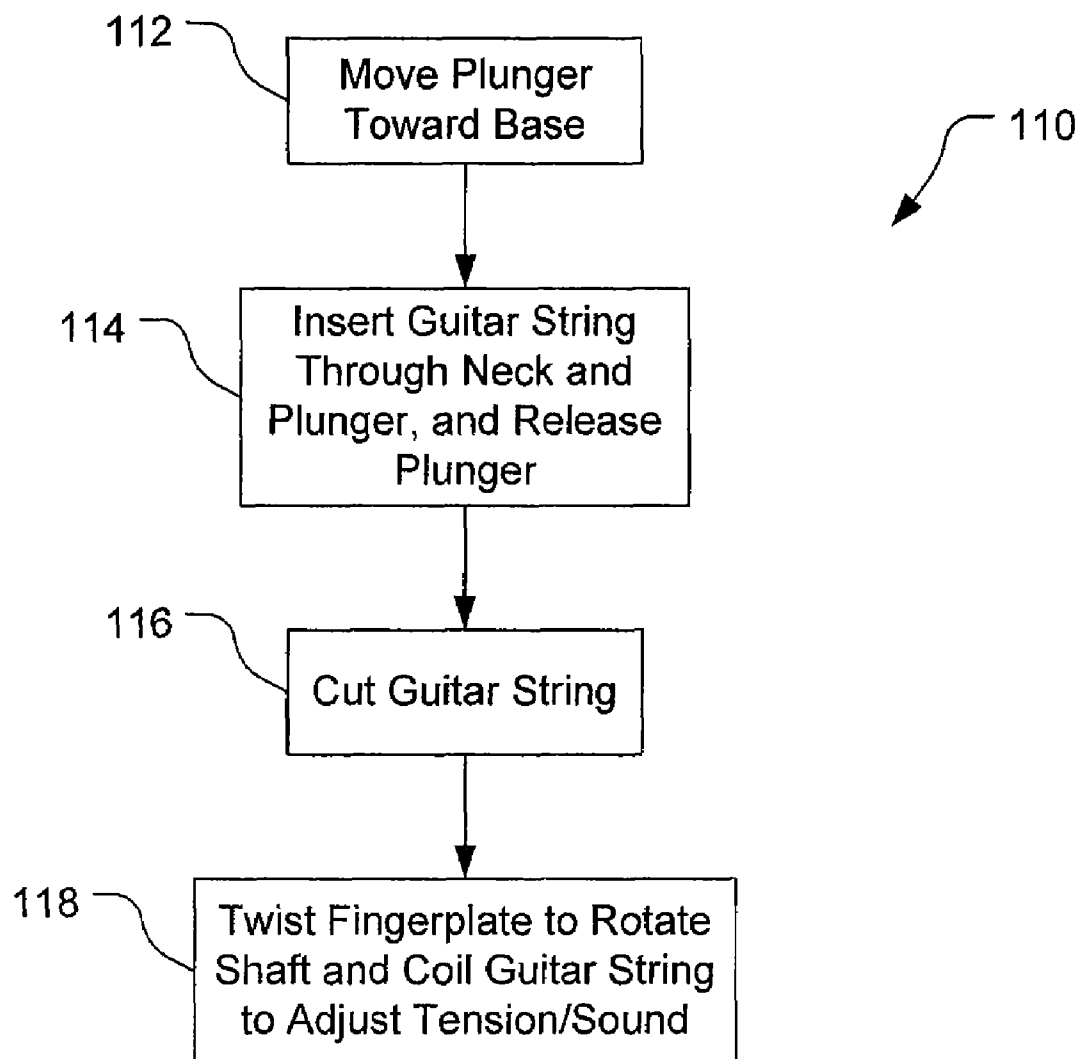 112
Move Plunger
Toward Base
110
114
Insert Guitar String
Through Neck and
Plunger, and Release
Plunger
116
Cut Guitar String
118
Twist Fingerplate to Rotate
Shaft and Coil Guitar String
to Adjust Tension/Sound